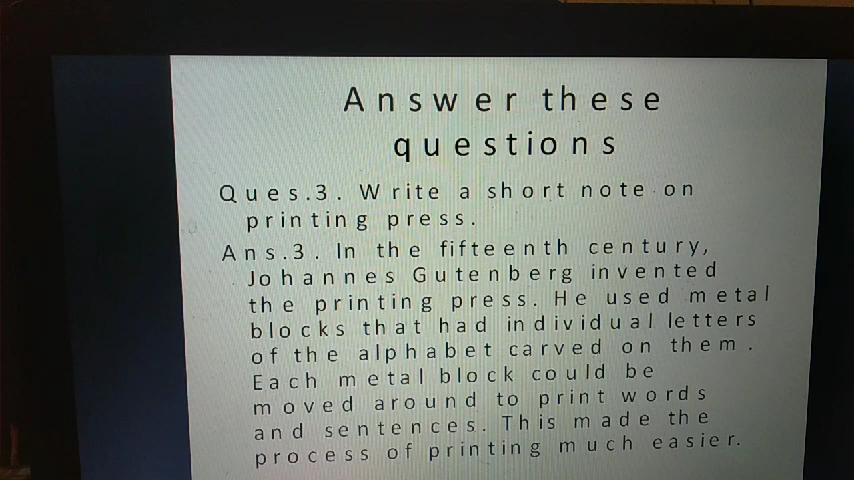 Answer these
questions
Ques.3. Write a short note on
printing press.
Ans.3. In the fifteenth century,
Johannes Gutenberg invented
the printing press. He used metal
blocks that had individual letters
of the alphabet carved on them.
Each metal block could be
moved around to print words
and sentences. This made the
process of printing much easier.